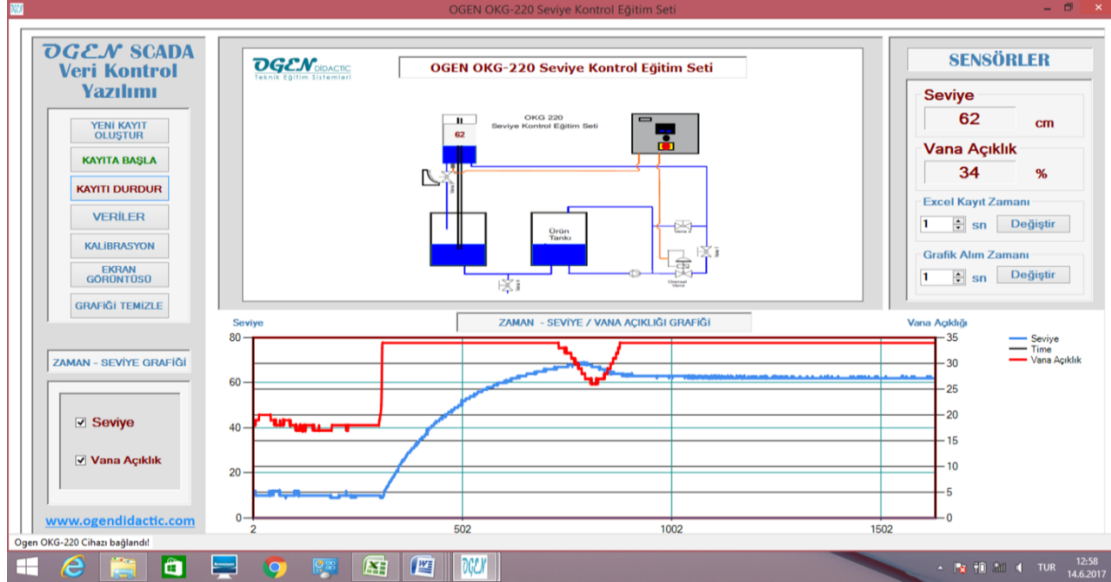 OGEN OKG-220 Seviye Kontrol Eğitim Seti
OGEN SCADA
Veri Kontrol
Yazılımı
YENİ KAYIT
OLUŞTUR
KAYITA BAŞLA
KAYITI DURDUR
VERİLER
KALİBRASYON
EKRAN
GÖRÜNTÜSÜ
GRAFİĞİ TEMİZLE
ZAMAN - SEVİYE GRAFİĞİ
Seviye
Vana Açıklık
www.ogendidactic.com
OGEN DIDACTIC
Teknik Eğitim Sistemleri
OGEN OKG-220 Seviye Kontrol Eğitim Seti
OKG 220
Seviye Kontrol Eğitim Seti
62
Ürün
Tankı
SENSÖRLER
Seviye
62 cm
Vana Açıklık
34 %
Excel Kayıt Zamanı
1 sn Değiştir
Grafik Alım Zamanı
1 sn Değiştir
Seviye
ZAMAN - SEVİYE / VANA AÇIKLIĞI GRAFİĞİ
Vana Açıklığı
80
60
40
20
0
35
30
25
20
15
10
5
0
2 502 1002 1502
Seviye
Time
Vana Açıklık
Ogen OKG-220 Cihazı bağlandı!
OGEN
TUR
12:58
14.6.2017